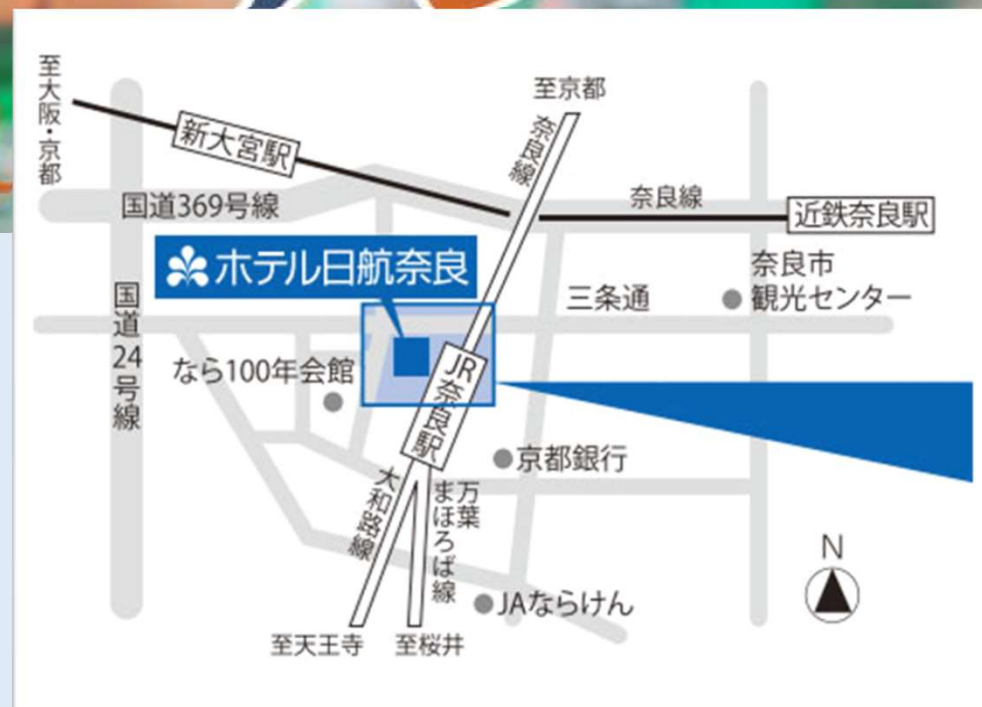 至大阪・京都
至京都
新大宮駅
奈良線
国道369号線
奈良線
近鉄奈良駅
ホテル日航奈良
奈良市
観光センター
三条通
国道24号線
なら100年会館
JR奈良駅
京都銀行
大和路線
万葉
まほろば線
N
JAならけん
至天王寺
至桜井